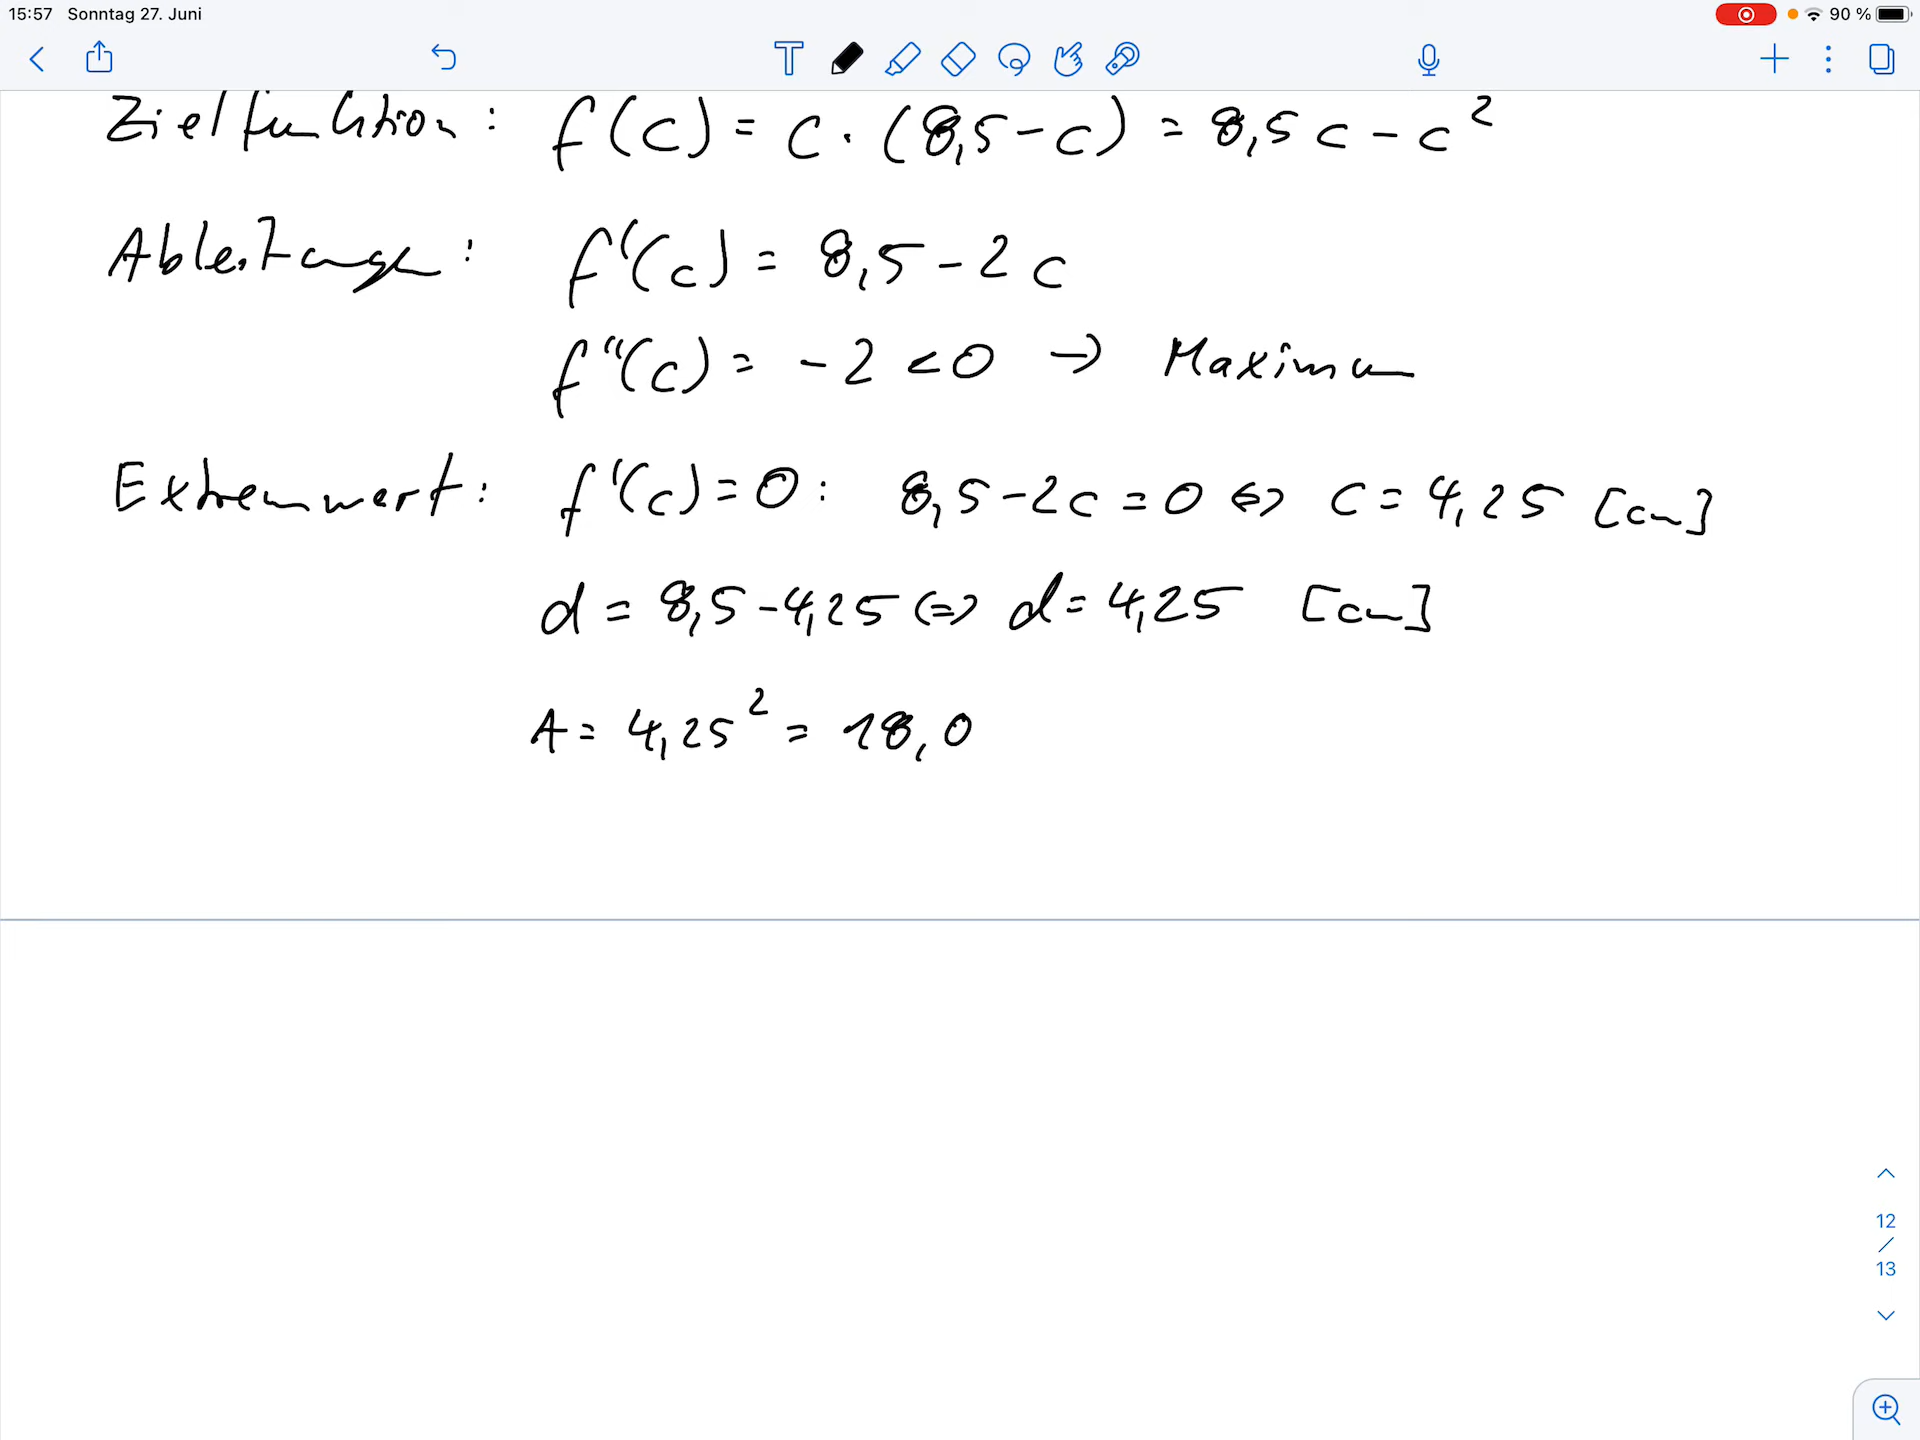 15:57 Sonntag 27. Juni 90 %
Zielfunktion: f(c) = c · (8,5 - c) = 8,5c - c²
Ableitungen: f'(c) = 8,5 - 2c
f''(c) = -2 < 0 → Maximum
Extremwert: f'(c) = 0: 8,5 - 2c = 0 ⇔ c = 4,25 [cm]
d = 8,5 - 4,25 ⇔ d = 4,25 [cm]
A = 4,25² = 18,0
12
/
13